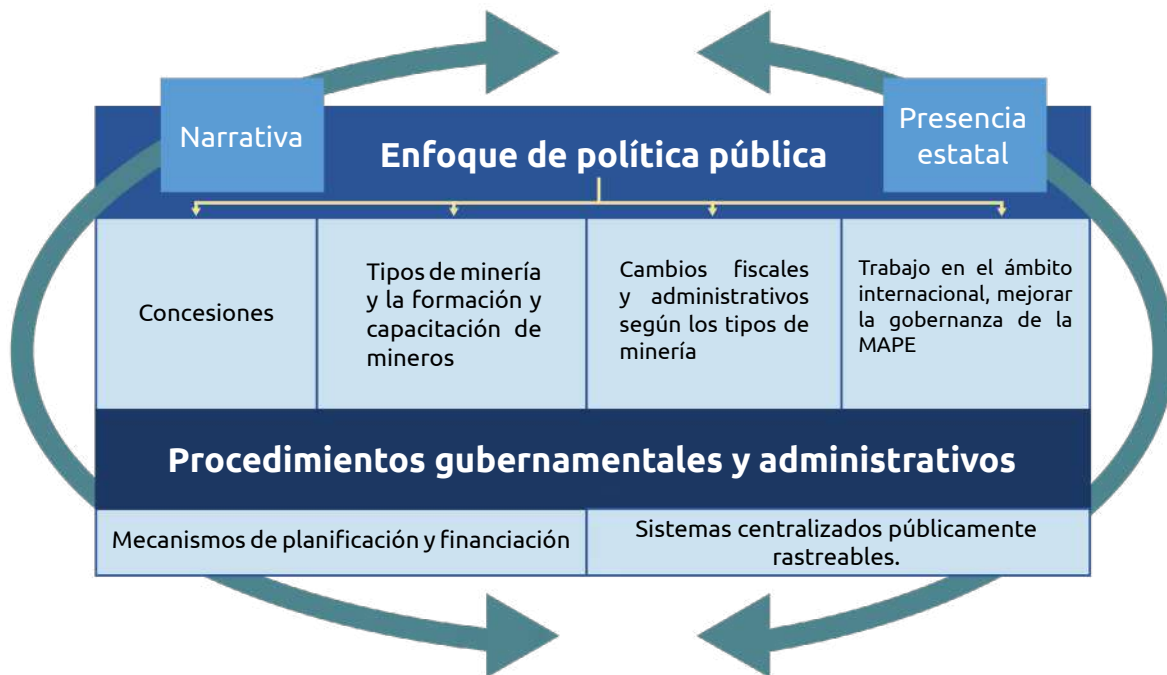 Narrativa
Enfoque de política pública
Presencia
estatal
Concesiones
Tipos de minería
y la formación y
capacitación de
mineros
Cambios fiscales
y administrativos
según los tipos de
minería
Trabajo en el ámbito
internacional, mejorar
la gobernanza de la
MAPE
Procedimientos gubernamentales y administrativos
Mecanismos de planificación y financiación
Sistemas centralizados públicamente
rastreables.